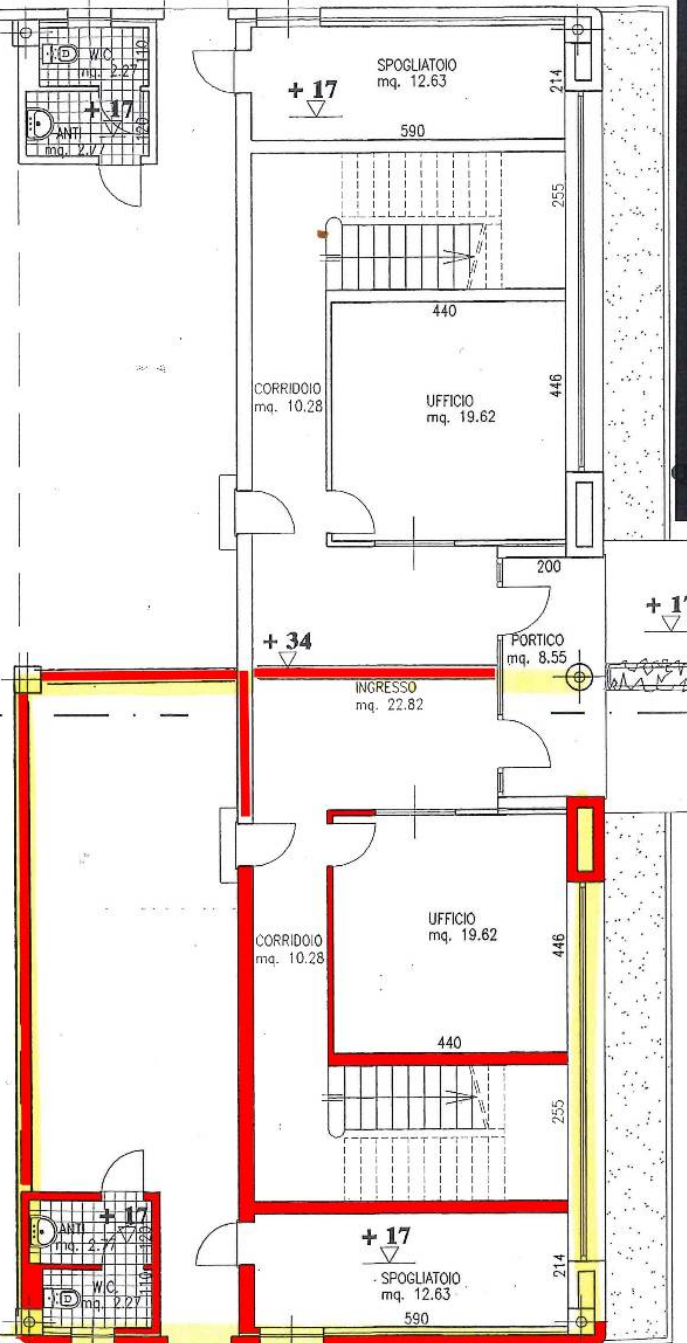 W.C.
mq. 2.27
110
+ 17
ANTI
mq. 2.77
120
SPOGLIATOIO
mq. 12.63
+ 17
214
590
255
440
CORRIDOIO
mq. 10.28
UFFICIO
mq. 19.62
446
200
+ 17
+ 34
PORTICO
mq. 8.55
INGRESSO
mq. 22.82
UFFICIO
mq. 19.62
CORRIDOIO
mq. 10.28
446
440
255
ANTI
mq. 2.77
+ 17
120
+ 17
214
W.C.
mq. 2.27
110
SPOGLIATOIO
mq. 12.63
590